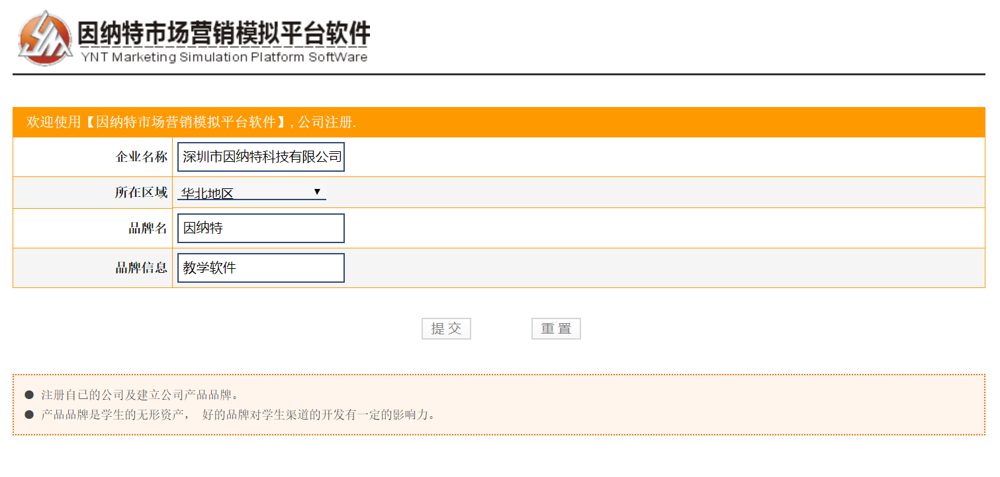 因纳特市场营销模拟平台软件
YNT Marketing Simulation Platform SoftWare
欢迎使用【因纳特市场营销模拟平台软件】, 公司注册.
企业名称 深圳市因纳特科技有限公司
所在区域 华北地区
品牌名 因纳特
品牌信息 教学软件
提交 重置
● 注册自已的公司及建立公司产品品牌。
● 产品品牌是学生的无形资产， 好的品牌对学生渠道的开发有一定的影响力。